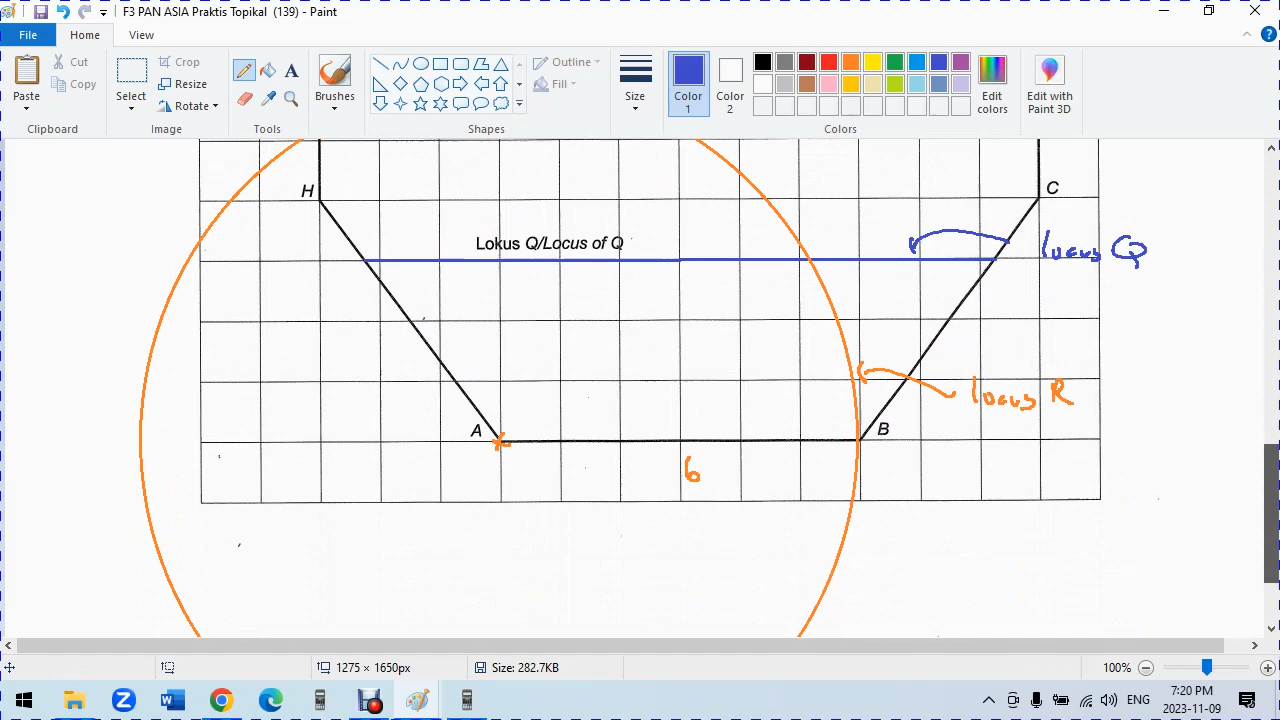 F3 PAN ASIA Praktis Topikal (139) - Paint
File Home View
Paste
Cut
Copy
Clipboard
Select
Crop
Resize
Rotate
Image
Tools
Brushes
Shapes
Outline
Fill
Size
Color 1
Color 2
Colors
Edit colors
Edit with Paint 3D
H
C
Lokus Q/Locus of Q
locus Q
locus R
A
B
6
1275 × 1650px
Size: 282.7KB
100%
ENG
7:20 PM
2023-11-09